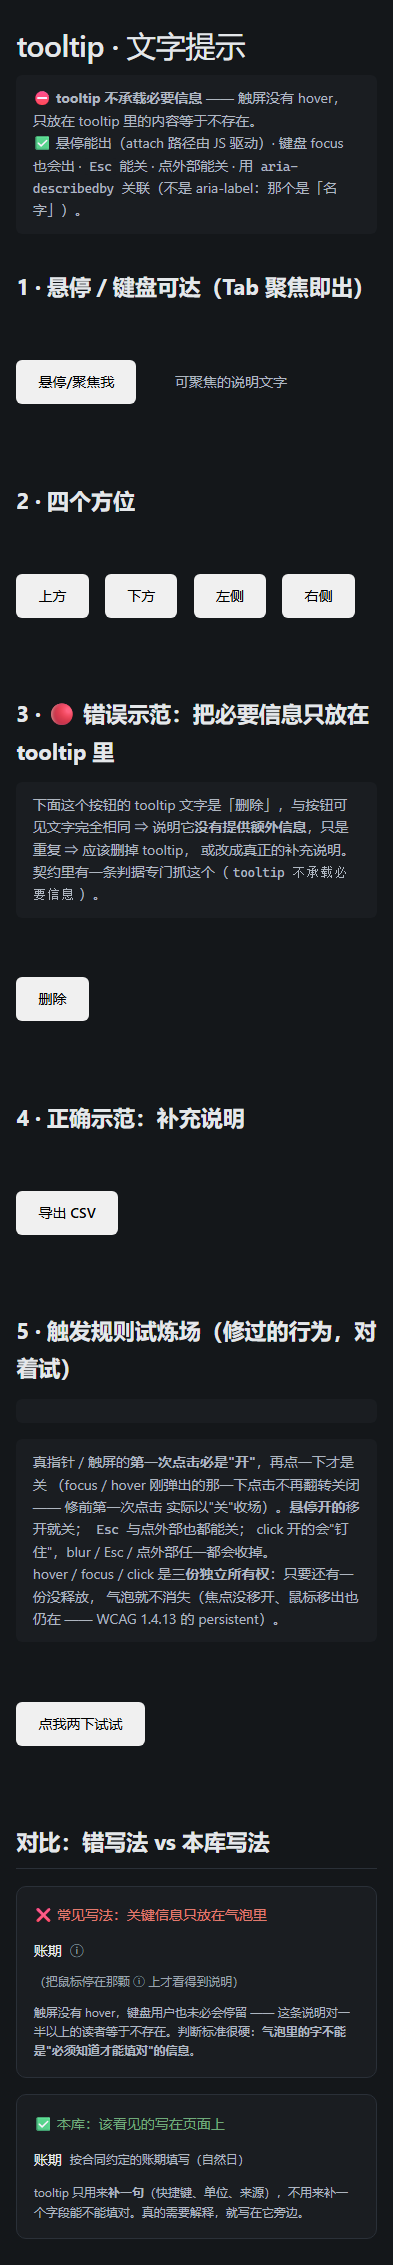 tooltip · 文字提示
⛔ tooltip 不承载必要信息 —— 触屏没有 hover，
只放在 tooltip 里的内容等于不存在。
✅ 悬停能出（attach 路径由 JS 驱动）· 键盘 focus
也会出 · Esc 能关 · 点外部能关 · 用 aria-
describedby 关联（不是 aria-label：那个是「名
字」）。
1 · 悬停 / 键盘可达（Tab 聚焦即出）
悬停/聚焦我 可聚焦的说明文字
2 · 四个方位
上方 下方 左侧 右侧
3 · 🔴 错误示范：把必要信息只放在
tooltip 里
下面这个按钮的 tooltip 文字是「删除」，与按钮可
见文字完全相同 ⇒ 说明它没有提供额外信息，只是
重复 ⇒ 应该删掉 tooltip， 或改成真正的补充说明。
契约里有一条判据专门抓这个（ tooltip 不承载必
要信息 ）。
删除
4 · 正确示范：补充说明
导出 CSV
5 · 触发规则试炼场（修过的行为，对
着试）
真指针 / 触屏的第一次点击必是"开"，再点一下才是
关 （focus / hover 刚弹出的那一下点击不再翻转关闭
—— 修前第一次点击 实际以"关"收场）。悬停开的移
开就关； Esc 与点外部也都能关； click 开的会"钉
住"，blur / Esc / 点外部任一都会收掉。
hover / focus / click 是三份独立所有权：只要还有一
份没释放， 气泡就不消失（焦点没移开、鼠标移出也
仍在 —— WCAG 1.4.13 的 persistent）。
点我两下试试
对比：错写法 vs 本库写法
❌ 常见写法：关键信息只放在气泡里
账期 ⓘ
（把鼠标停在那颗 ⓘ 上才看得到说明）
触屏没有 hover，键盘用户也未必会停留 —— 这条说明对一
半以上的读者等于不存在。判断标准很硬：气泡里的字不能
是"必须知道才能填对"的信息。
✅ 本库：该看见的写在页面上
账期 按合同约定的账期填写（自然日）
tooltip 只用来补一句（快捷键、单位、来源），不用来补一
个字段能不能填对。真的需要解释，就写在它旁边。